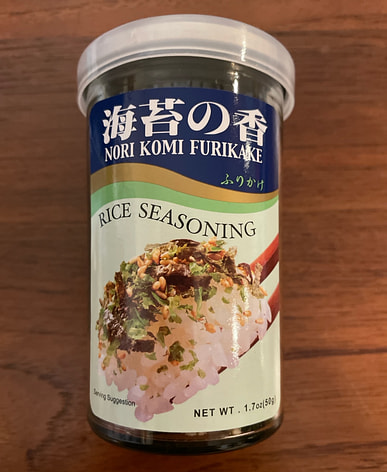 海苔の香
NORI KOMI FURIKAKE
ふりかけ
RICE SEASONING
Serving Suggestion
NET WT. 1.7oz(50g)